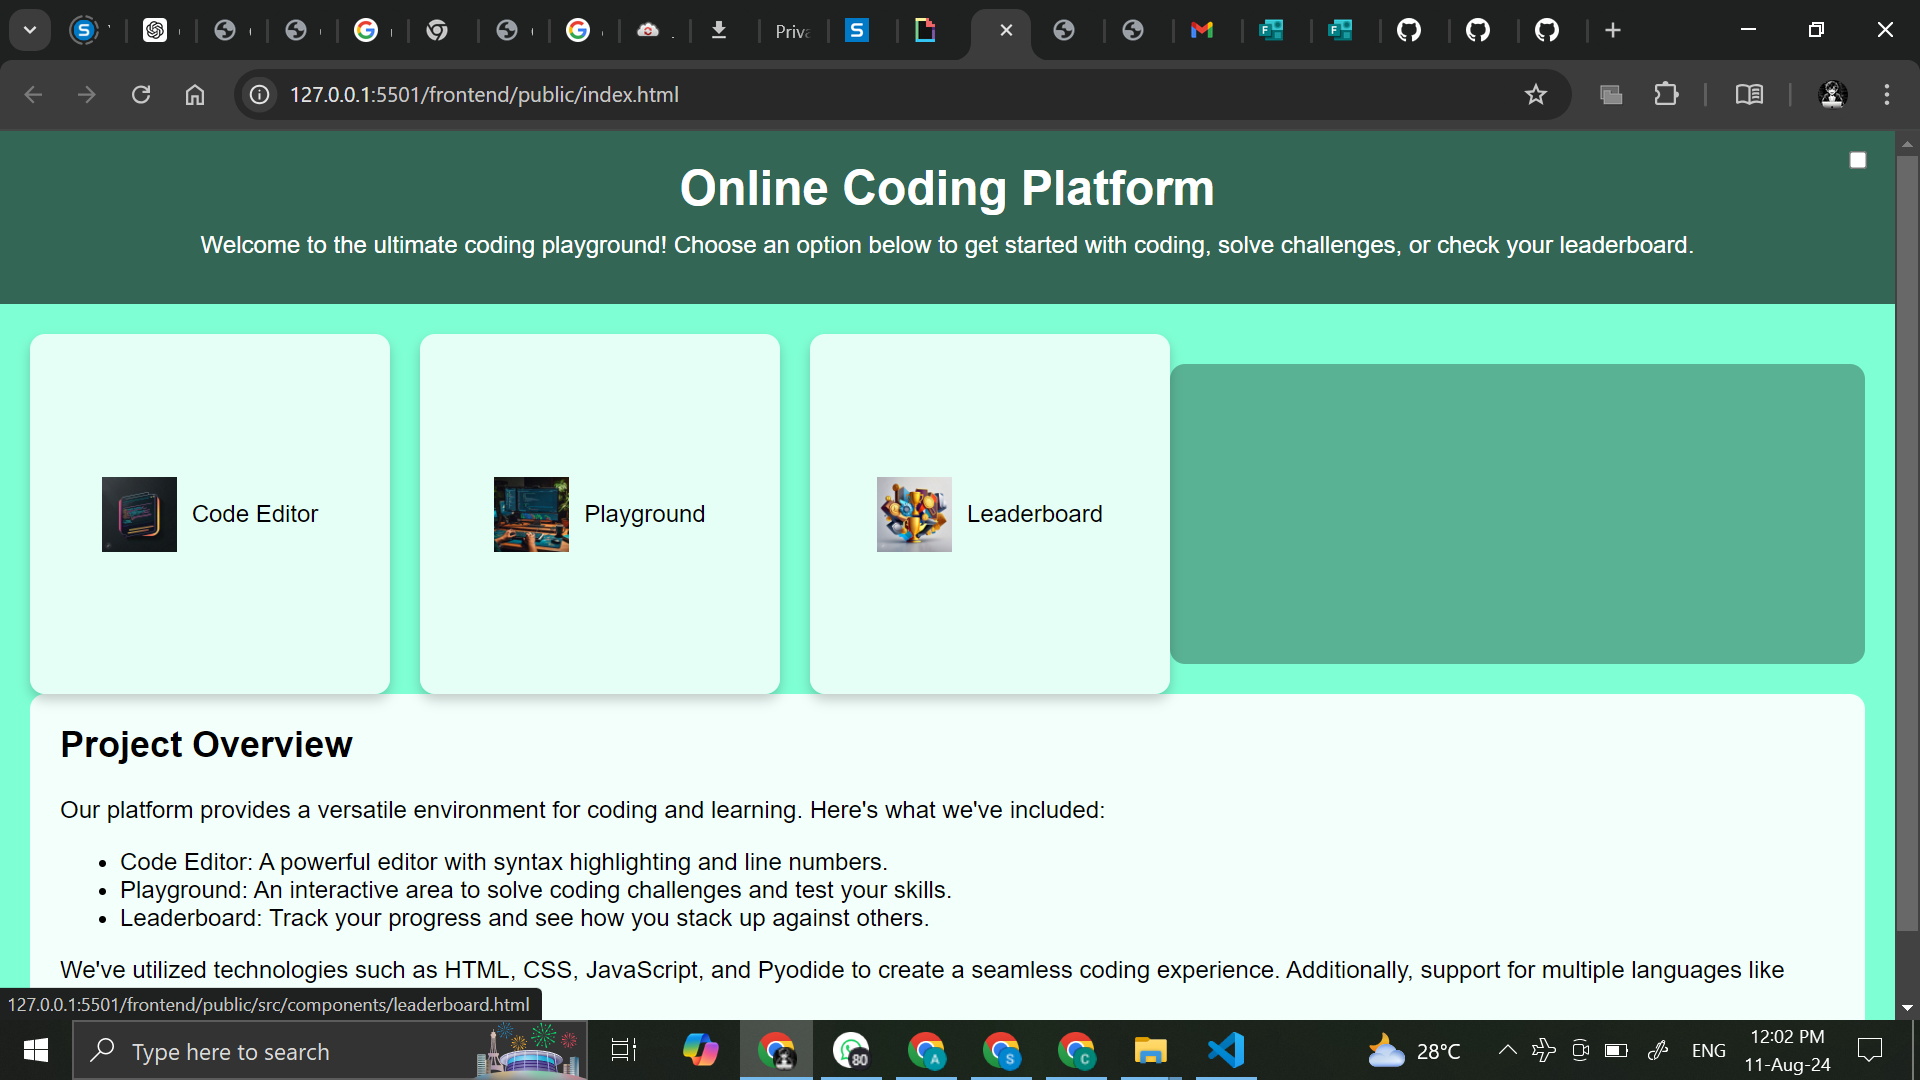 Priva
127.0.0.1:5501/frontend/public/index.html
Online Coding Platform
Welcome to the ultimate coding playground! Choose an option below to get started with coding, solve challenges, or check your leaderboard.
Code Editor
Playground
Leaderboard
Project Overview
Our platform provides a versatile environment for coding and learning. Here's what we've included:
• Code Editor: A powerful editor with syntax highlighting and line numbers.
• Playground: An interactive area to solve coding challenges and test your skills.
• Leaderboard: Track your progress and see how you stack up against others.
We've utilized technologies such as HTML, CSS, JavaScript, and Pyodide to create a seamless coding experience. Additionally, support for multiple languages like
127.0.0.1:5501/frontend/public/src/components/leaderboard.html
Type here to search
80
A
S
C
28°C
ENG
12:02 PM
11-Aug-24